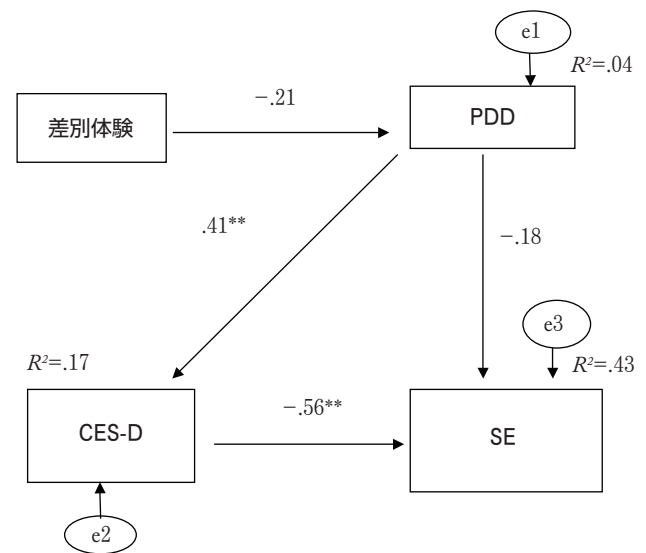 e1
R²=.04
−.21
差別体験
PDD
.41**
−.18
e3
R²=.17
R²=.43
−.56**
CES-D
SE
e2